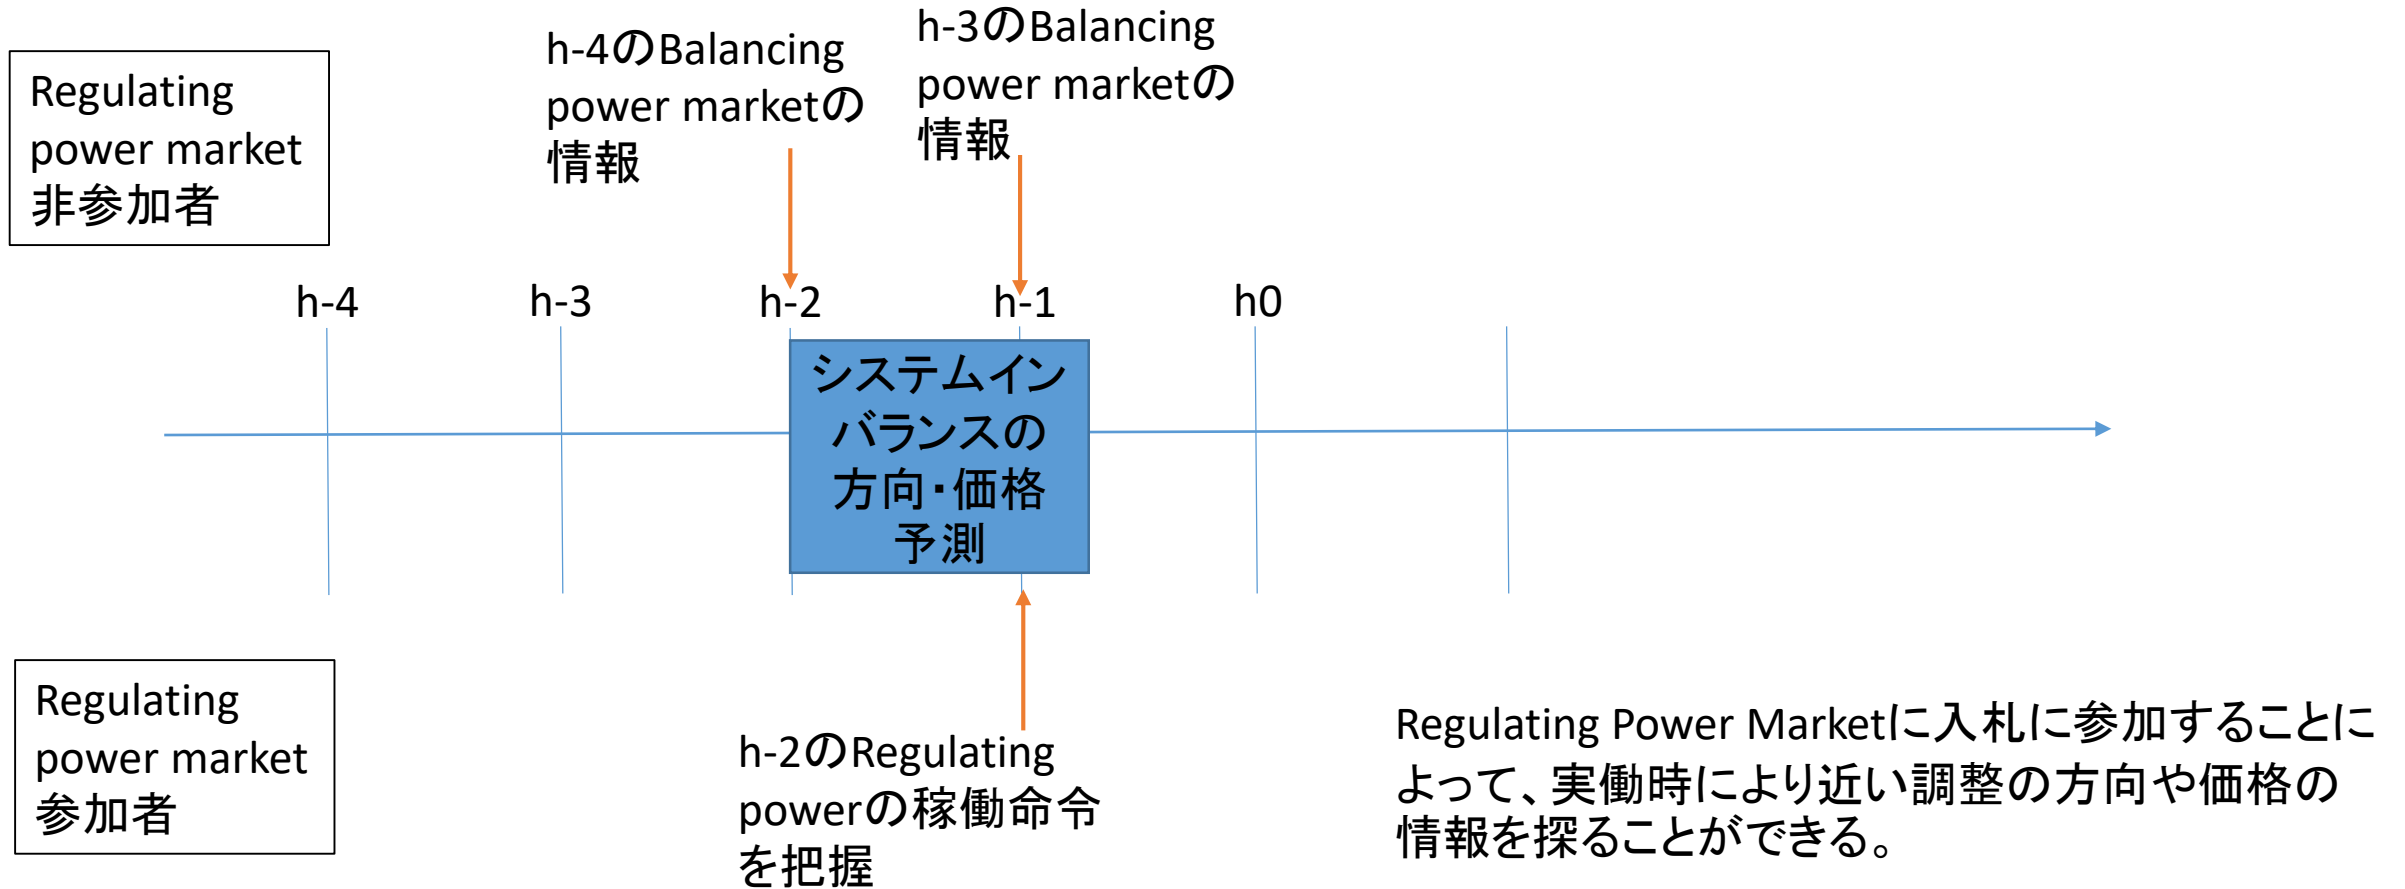 Regulating
power market
非参加者
h-4のBalancing
power marketの
情報
h-3のBalancing
power marketの
情報
h-4
h-3
h-2
h-1
h0
システムイン
バランスの
方向・価格
予測
Regulating
power market
参加者
h-2のRegulating
powerの稼働命令
を把握
Regulating Power Marketに入札に参加することに
よって、実働時により近い調整の方向や価格の
情報を探ることができる。